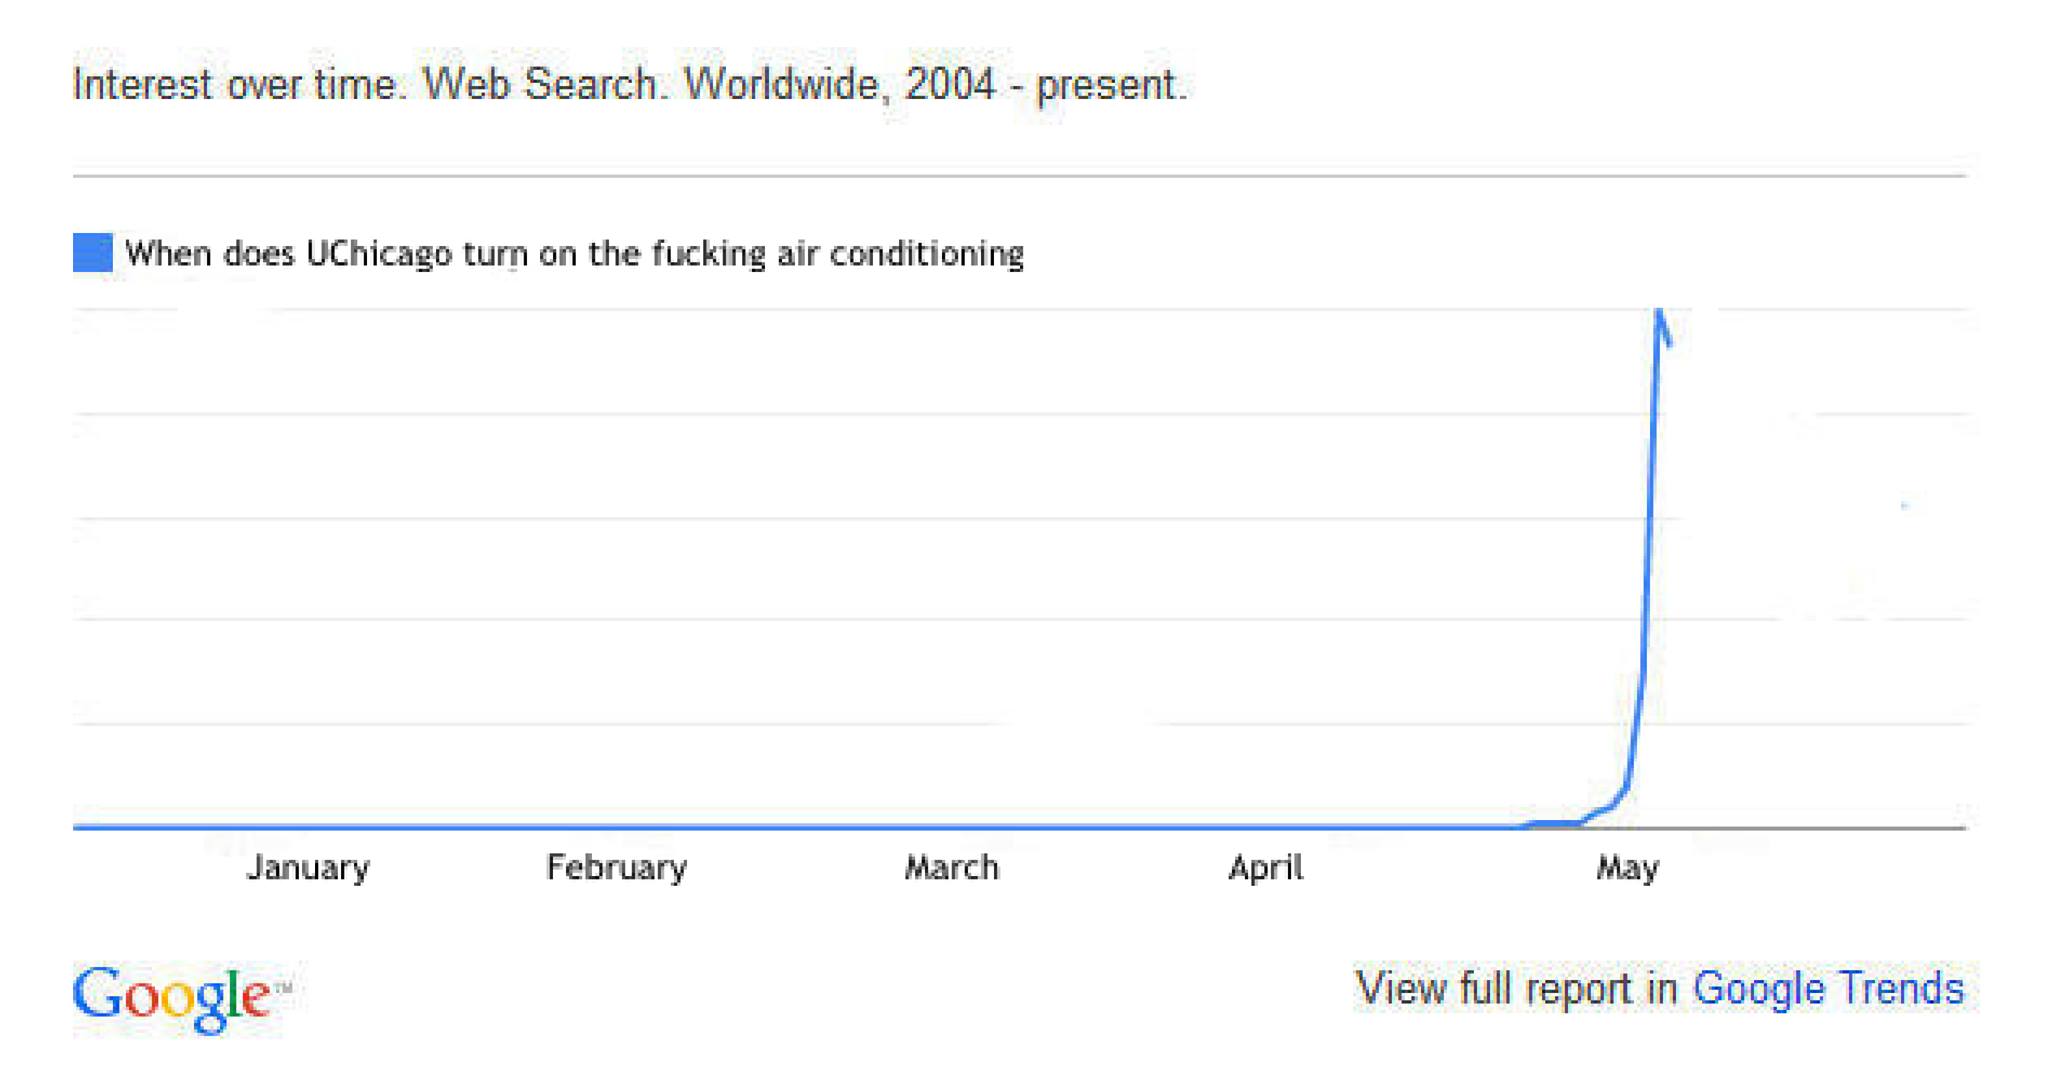 Interest over time. Web Search. Worldwide, 2004 - present.
When does UChicago turn on the fucking air conditioning
January February March April May
Google™ View full report in Google Trends